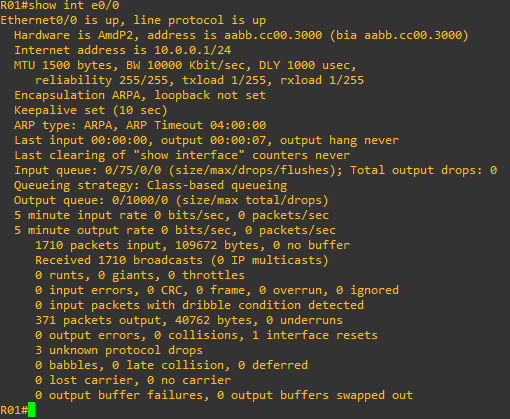 R01#show int e0/0
Ethernet0/0 is up, line protocol is up
Hardware is AmdP2, address is aabb.cc00.3000 (bia aabb.cc00.3000)
Internet address is 10.0.0.1/24
MTU 1500 bytes, BW 10000 Kbit/sec, DLY 1000 usec,
reliability 255/255, txload 1/255, rxload 1/255
Encapsulation ARPA, loopback not set
Keepalive set (10 sec)
ARP type: ARPA, ARP Timeout 04:00:00
Last input 00:00:00, output 00:00:07, output hang never
Last clearing of "show interface" counters never
Input queue: 0/75/0/0 (size/max/drops/flushes); Total output drops: 0
Queueing strategy: Class-based queueing
Output queue: 0/1000/0 (size/max total/drops)
5 minute input rate 0 bits/sec, 0 packets/sec
5 minute output rate 0 bits/sec, 0 packets/sec
1710 packets input, 109672 bytes, 0 no buffer
Received 1710 broadcasts (0 IP multicasts)
0 runts, 0 giants, 0 throttles
0 input errors, 0 CRC, 0 frame, 0 overrun, 0 ignored
0 input packets with dribble condition detected
371 packets output, 40762 bytes, 0 underruns
0 output errors, 0 collisions, 1 interface resets
3 unknown protocol drops
0 babbles, 0 late collision, 0 deferred
0 lost carrier, 0 no carrier
0 output buffer failures, 0 output buffers swapped out
R01#